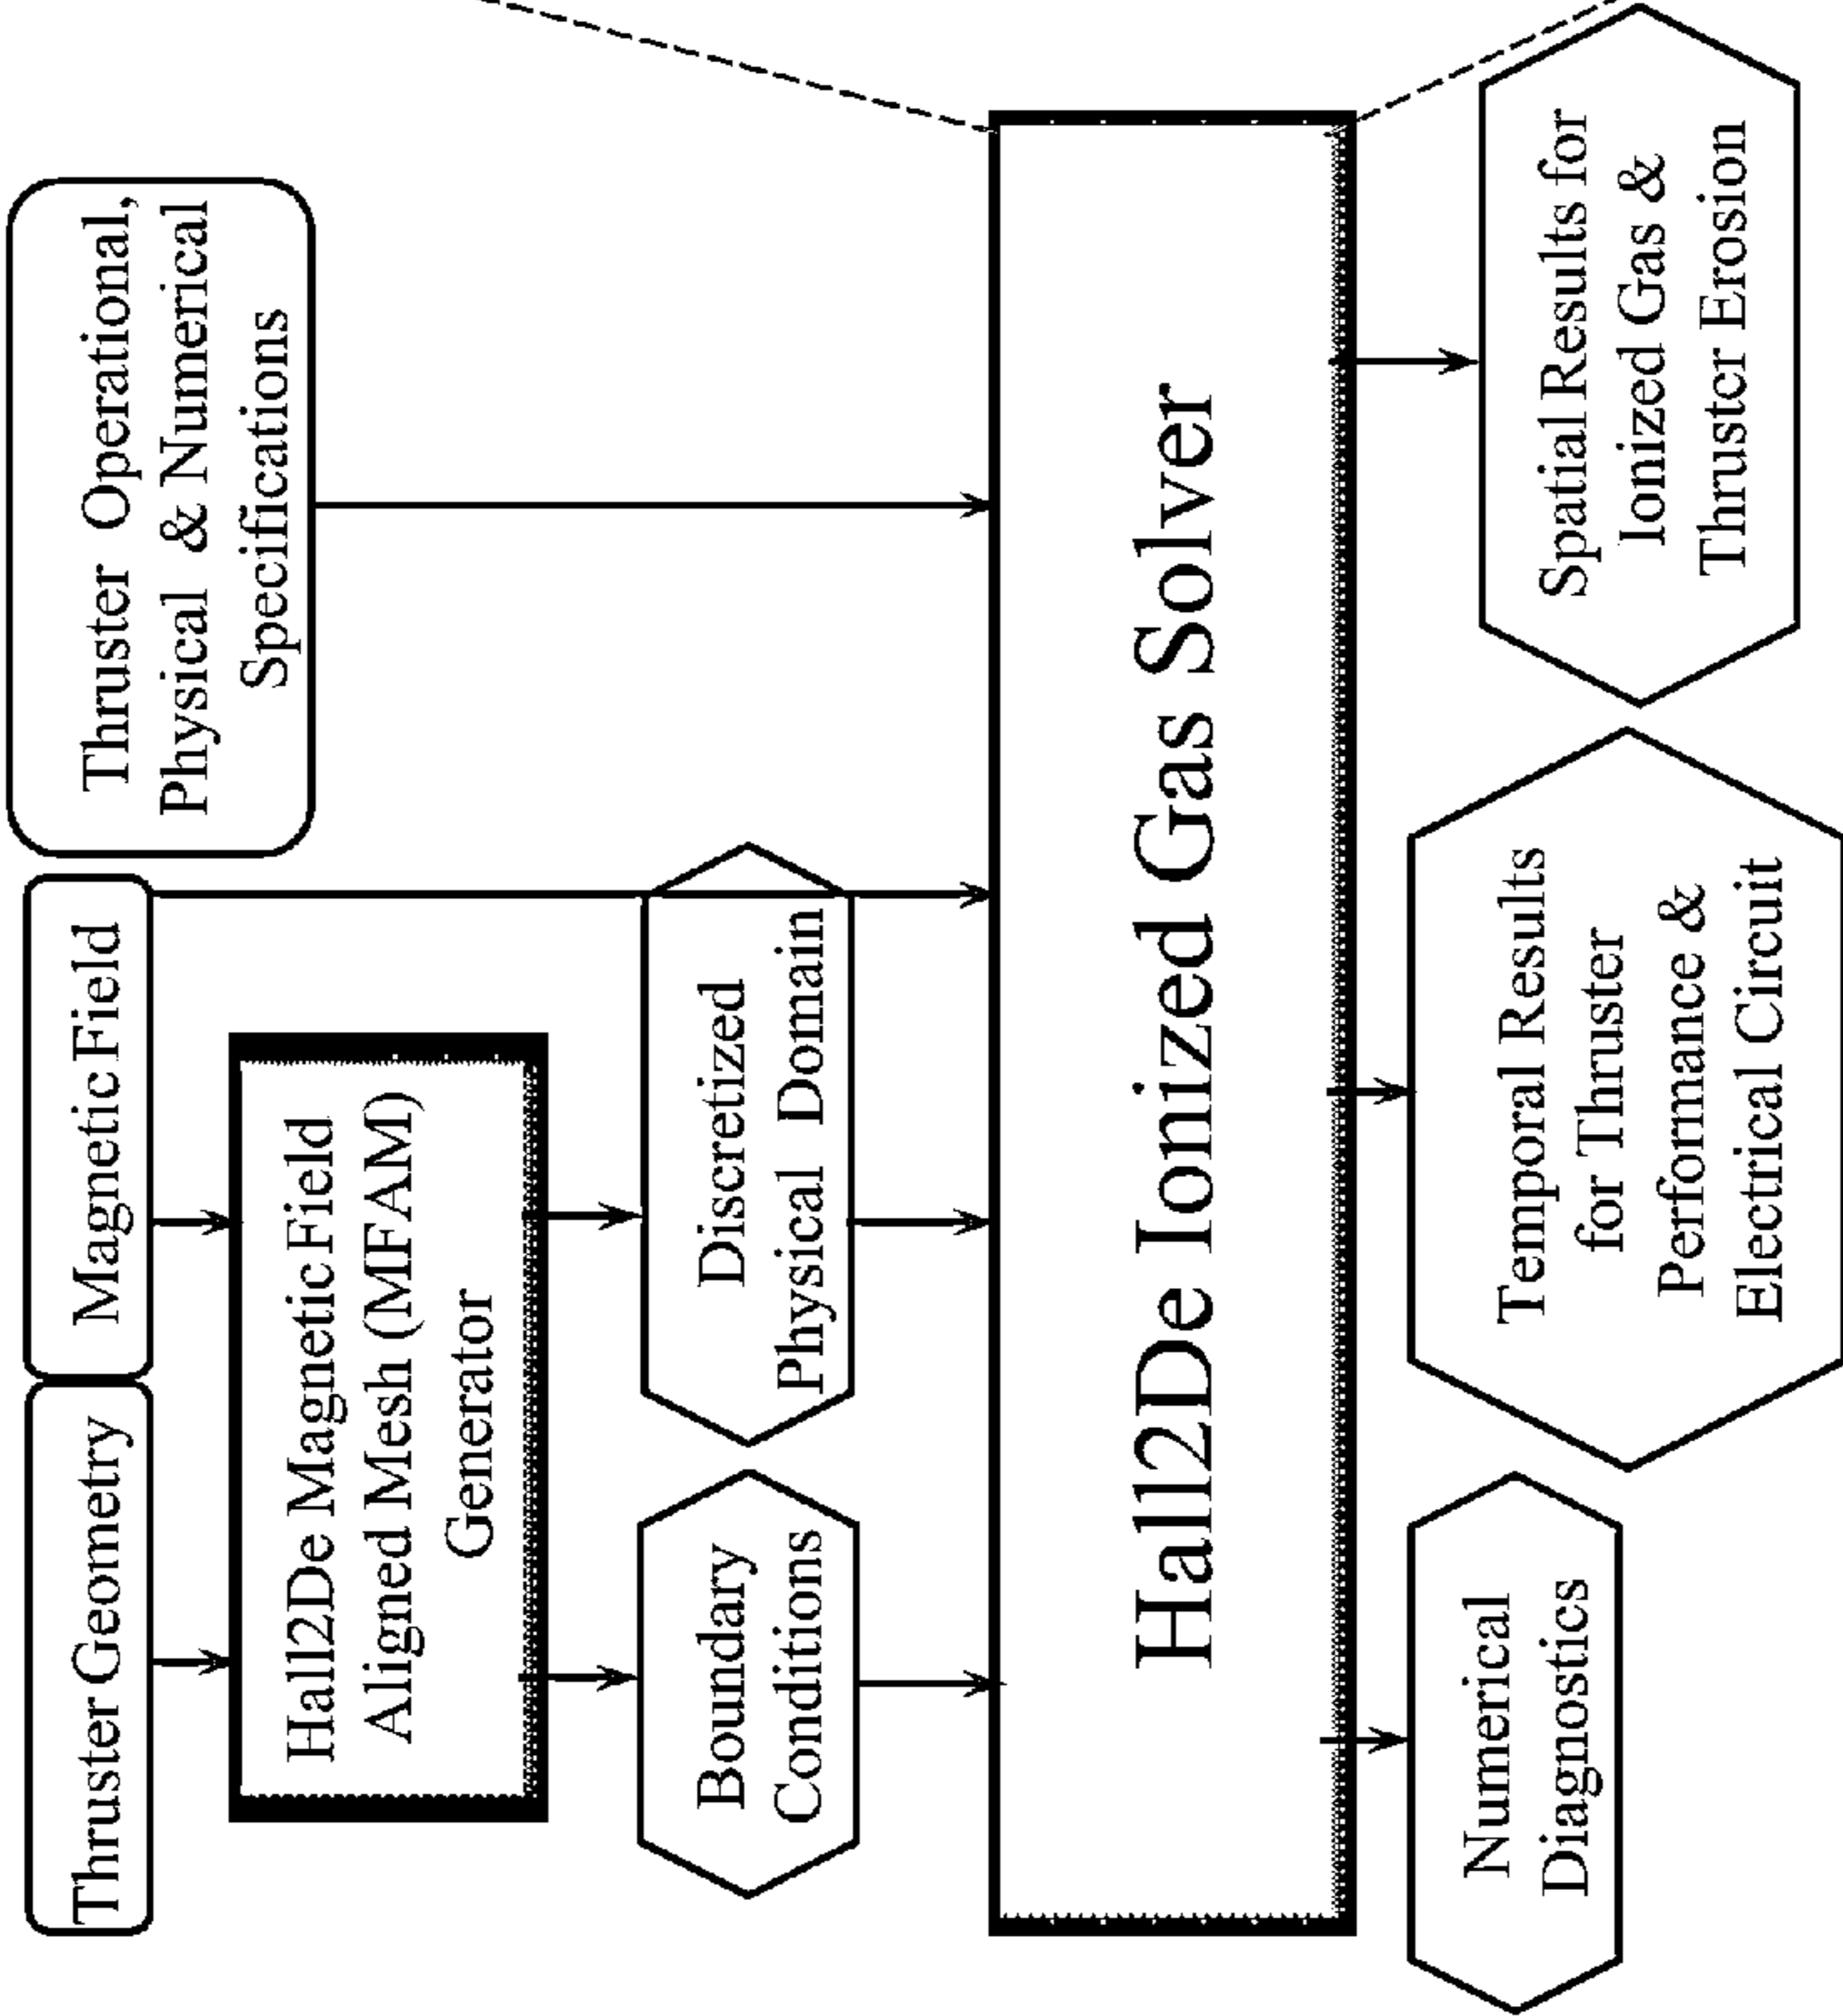 Thruster Geometry
Magnetic Field
Thruster Operational,
Physical & Numerical
Specifications
Hall2De Magnetic Field
Aligned Mesh (MFAM)
Generator
Boundary
Conditions
Discretized
Physical Domain
Hall2De Ionized Gas Solver
Numerical
Diagnostics
Temporal Results
for Thruster
Performance &
Electrical Circuit
Spatial Results for
Ionized Gas &
Thruster Erosion